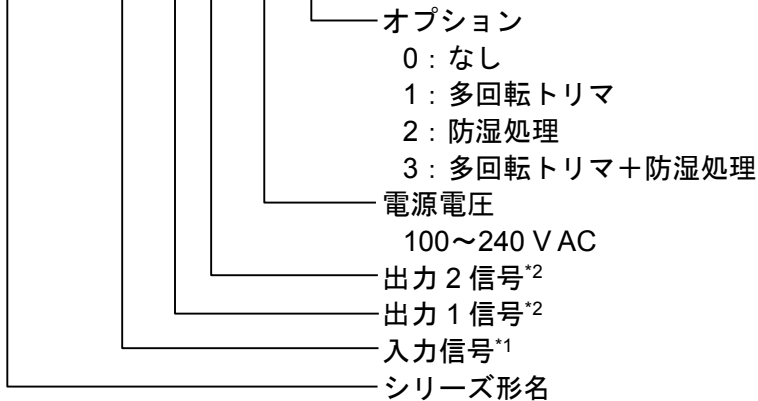 オプション
0：なし
1：多回転トリマ
2：防湿処理
3：多回転トリマ＋防湿処理
電源電圧
100～240 V AC
出力 2 信号*2
出力 1 信号*2
入力信号*1
シリーズ形名